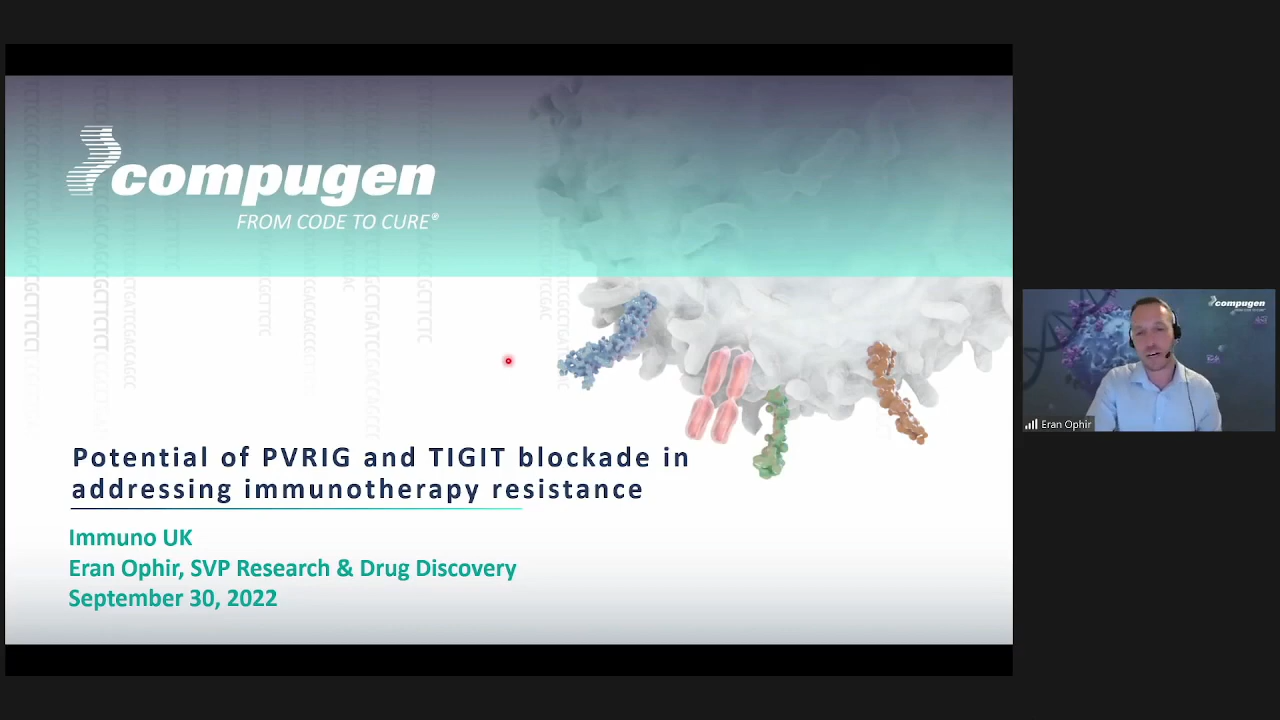 compugen
FROM CODE TO CURE®
Potential of PVRIG and TIGIT blockade in
addressing immunotherapy resistance
Immuno UK
Eran Ophir, SVP Research & Drug Discovery
September 30, 2022
compugen
Eran Ophir